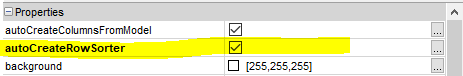 Properties
autoCreateColumnsFromModel ...
autoCreateRowSorter ...
background [255,255,255] ...